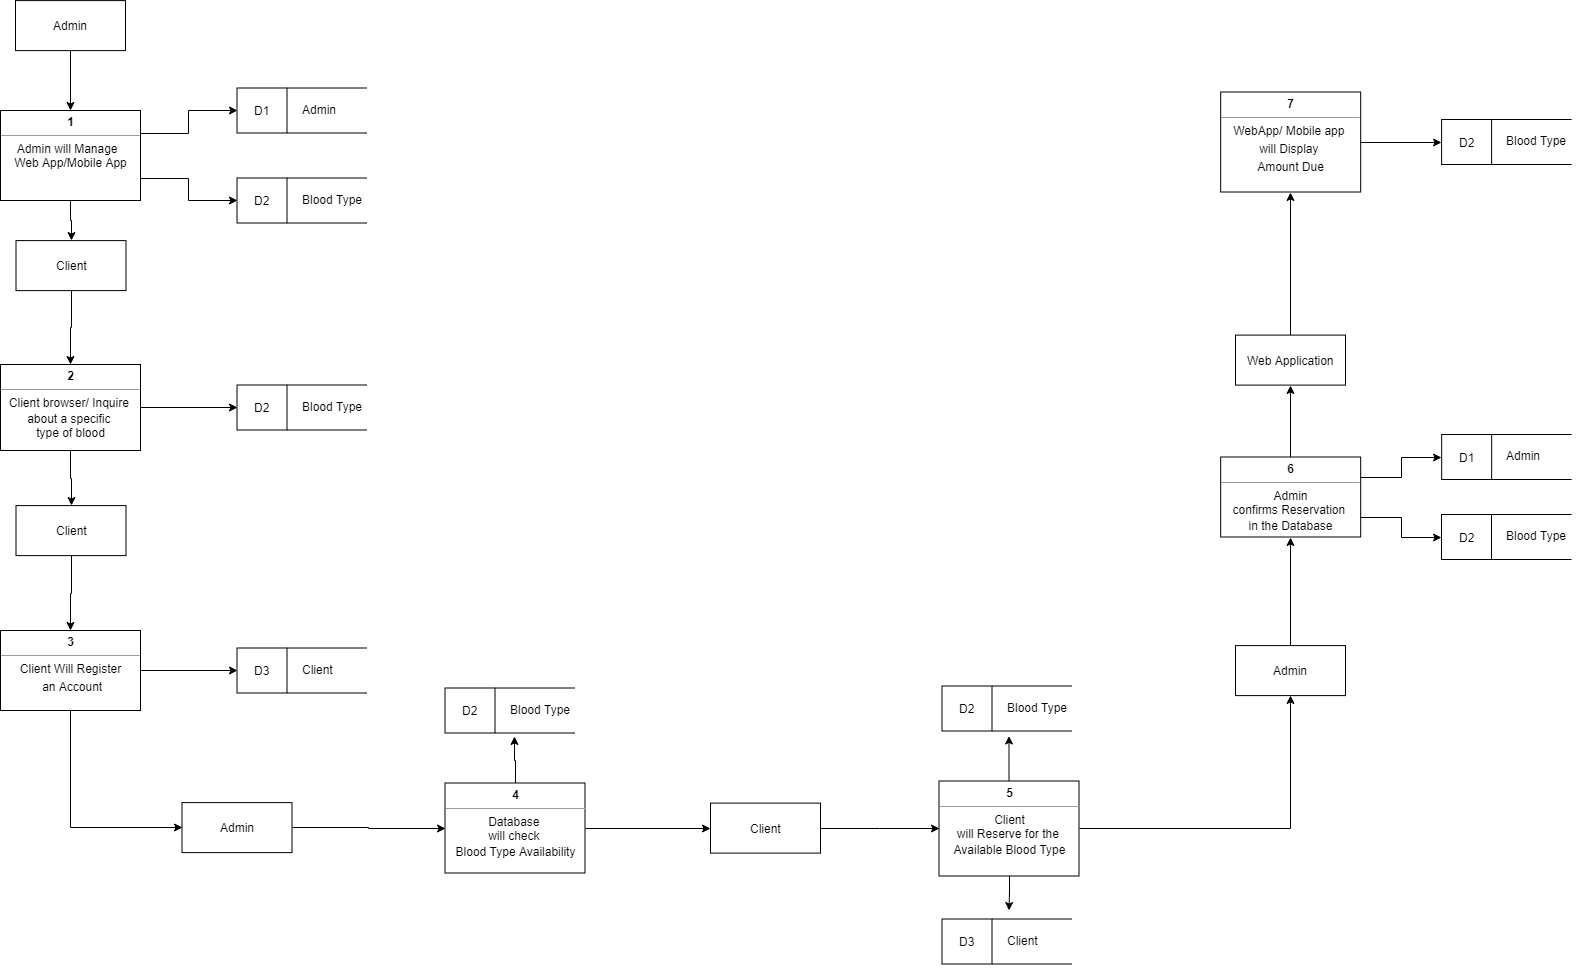 Admin
1
Admin will Manage
Web App/Mobile App
D1 Admin
D2 Blood Type
Client
2
Client browser/ Inquire
about a specific
type of blood
D2 Blood Type
Client
3
Client Will Register
an Account
D3 Client
Admin
D2 Blood Type
4
Database
will check
Blood Type Availability
Client
D2 Blood Type
5
Client
will Reserve for the
Available Blood Type
D3 Client
Admin
6
Admin
confirms Reservation
in the Database
D1 Admin
D2 Blood Type
Web Application
7
WebApp/ Mobile app
will Display
Amount Due
D2 Blood Type